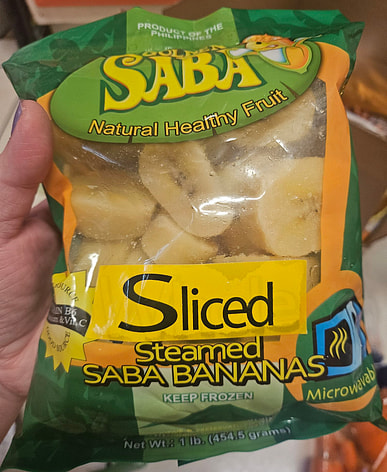 PRODUCT OF THE
PHILIPPINES
GOLDEN
SABA
Natural Healthy Fruit
Sliced
Steamed
SABA BANANAS
KEEP FROZEN
Microwavable
Net Wt : 1 lb. (454.5 grams)